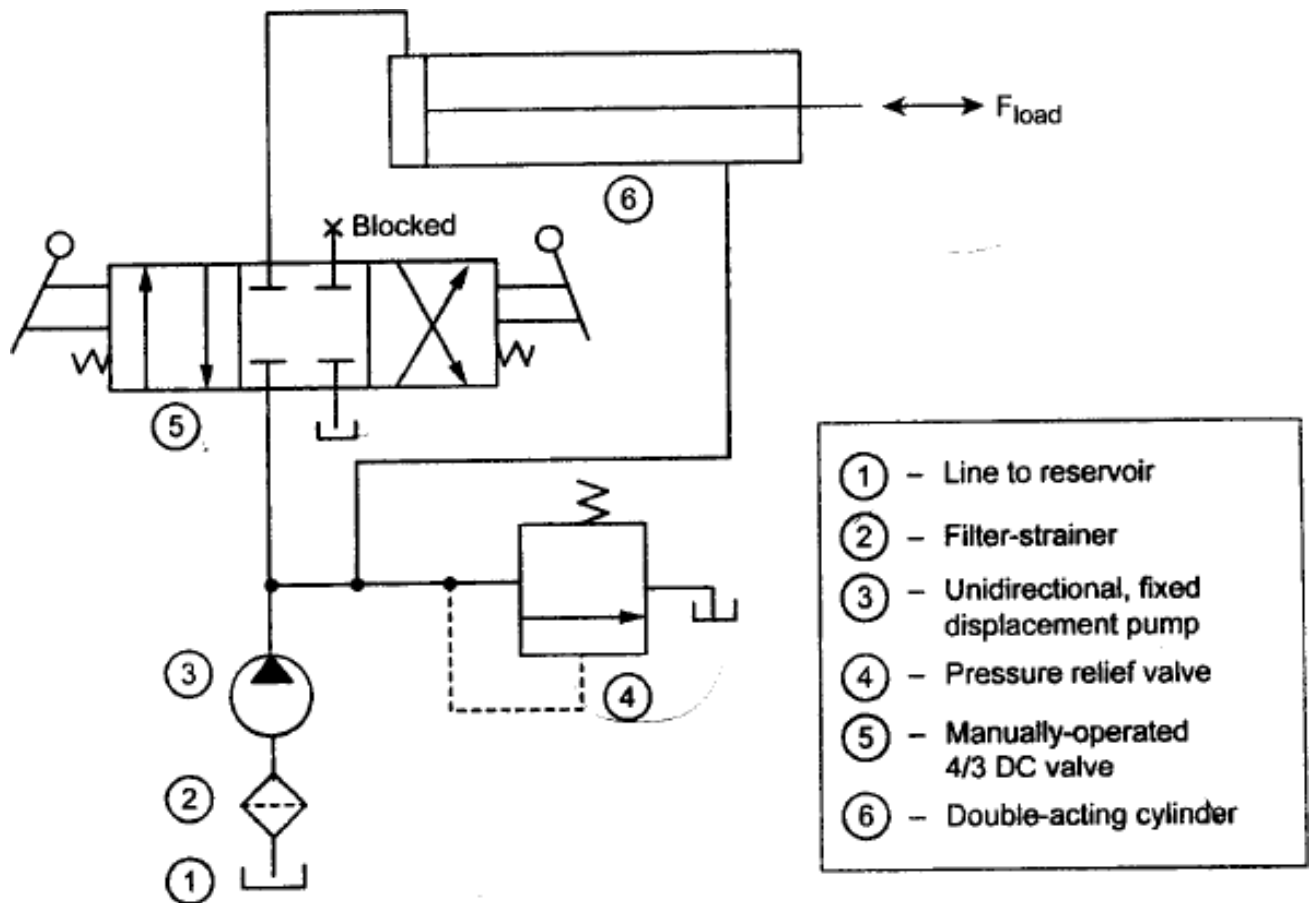 F load
6
Blocked
5
3
4
2
1
1 – Line to reservoir
2 – Filter-strainer
3 – Unidirectional, fixed
displacement pump
4 – Pressure relief valve
5 – Manually-operated
4/3 DC valve
6 – Double-acting cylinder